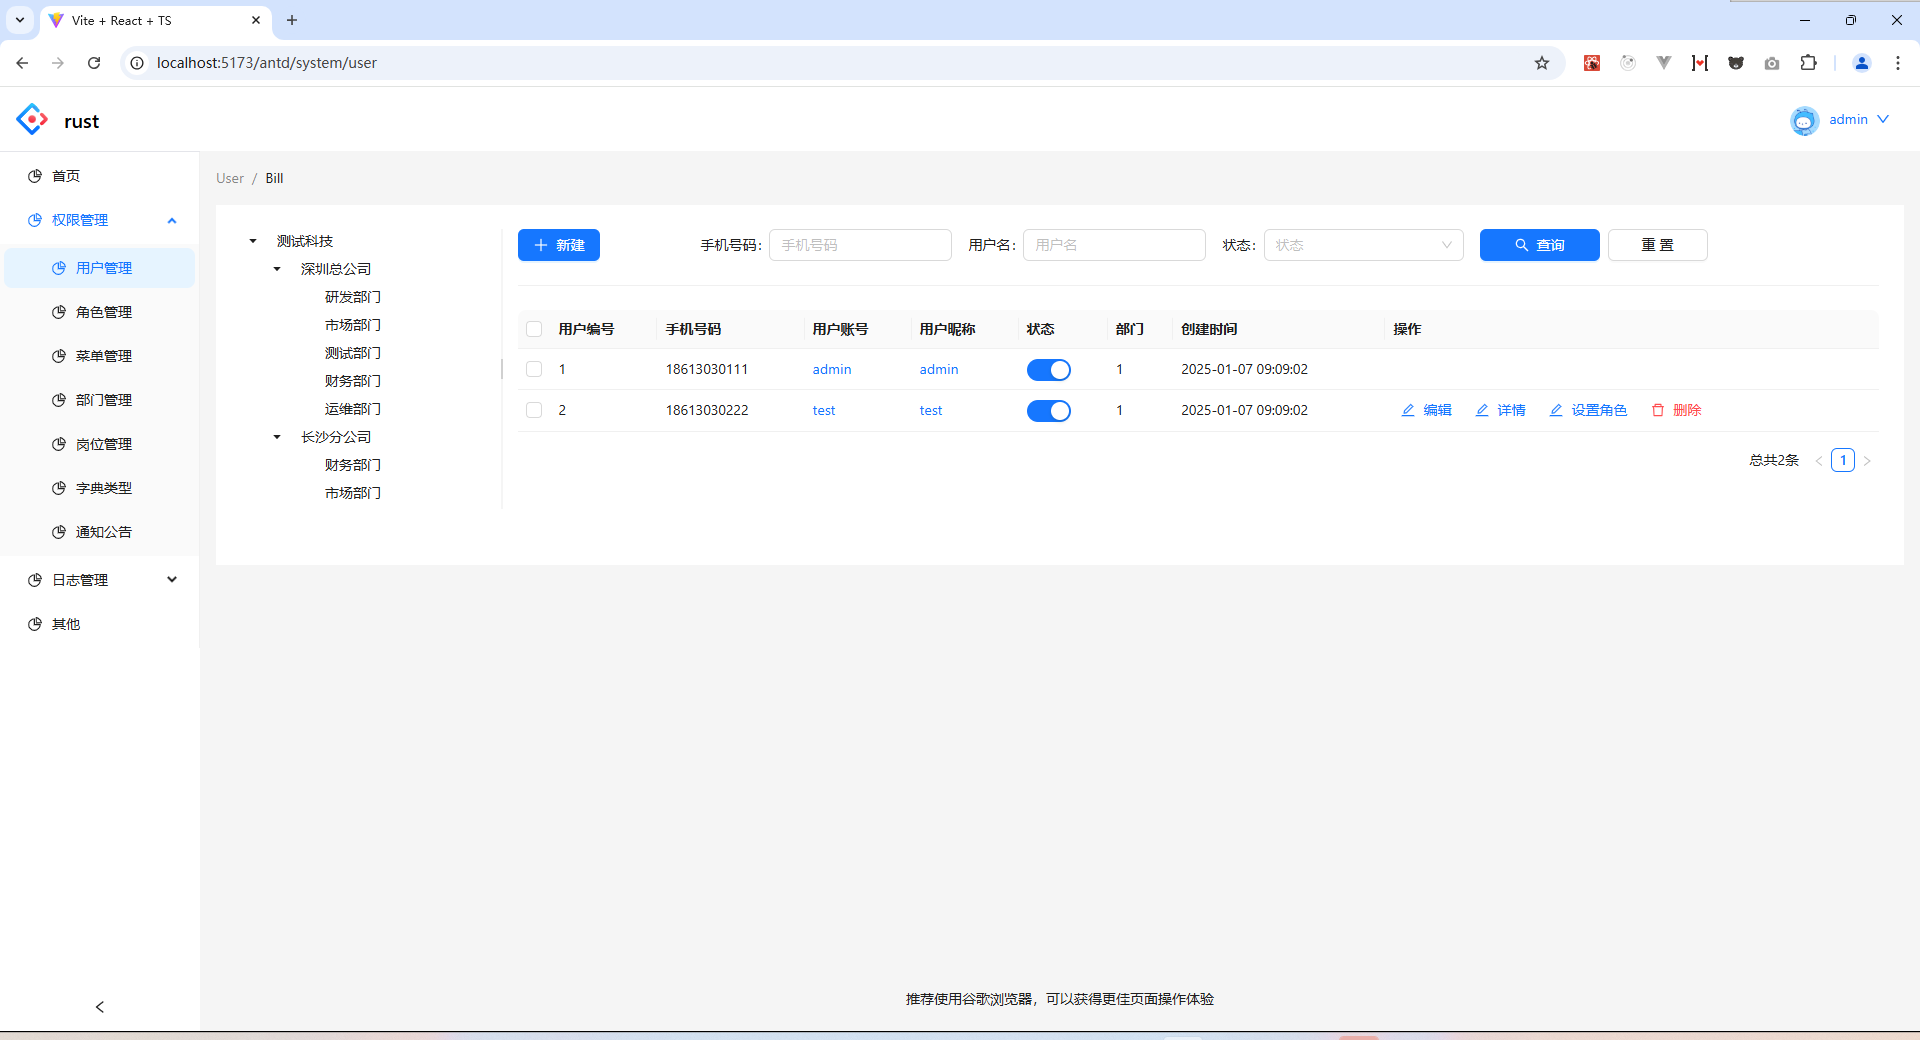 Vite + React + TS
localhost:5173/antd/system/user
rust
admin
首页
权限管理
用户管理
角色管理
菜单管理
部门管理
岗位管理
字典类型
通知公告
日志管理
其他
User / Bill
测试科技
深圳总公司
研发部门
市场部门
测试部门
财务部门
运维部门
长沙分公司
财务部门
市场部门
新建 手机号码: 手机号码 用户名: 用户名 状态: 状态 查询 重 置
用户编号 手机号码 用户账号 用户昵称 状态 部门 创建时间 操作
1 18613030111 admin admin 1 2025-01-07 09:09:02
2 18613030222 test test 1 2025-01-07 09:09:02 编辑 详情 设置角色 删除
总共2条 < 1 >
推荐使用谷歌浏览器，可以获得更佳页面操作体验